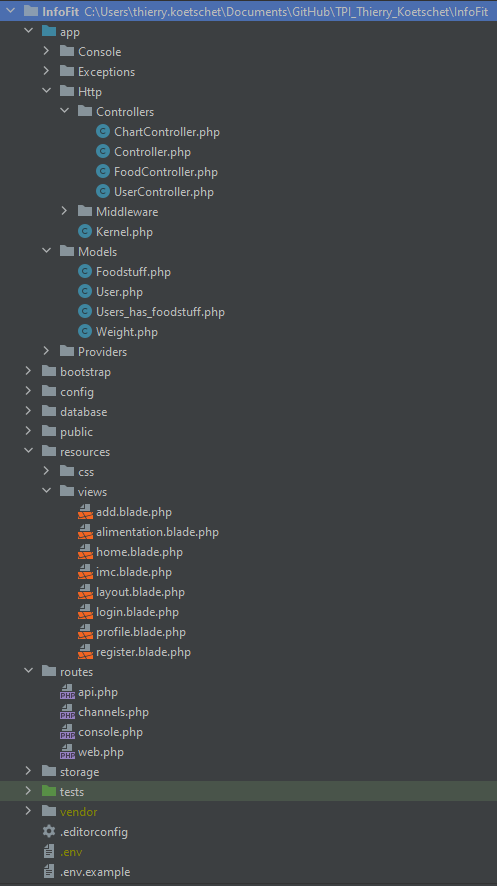 InfoFit C:\Users\thierry.koetschet\Documents\GitHub\TPI_Thierry_Koetschet\InfoFit
app
Console
Exceptions
Http
Controllers
ChartController.php
Controller.php
FoodController.php
UserController.php
Middleware
Kernel.php
Models
Foodstuff.php
User.php
Users_has_foodstuff.php
Weight.php
Providers
bootstrap
config
database
public
resources
css
views
add.blade.php
alimentation.blade.php
home.blade.php
imc.blade.php
layout.blade.php
login.blade.php
profile.blade.php
register.blade.php
routes
api.php
channels.php
console.php
web.php
storage
tests
vendor
.editorconfig
.env
.env.example